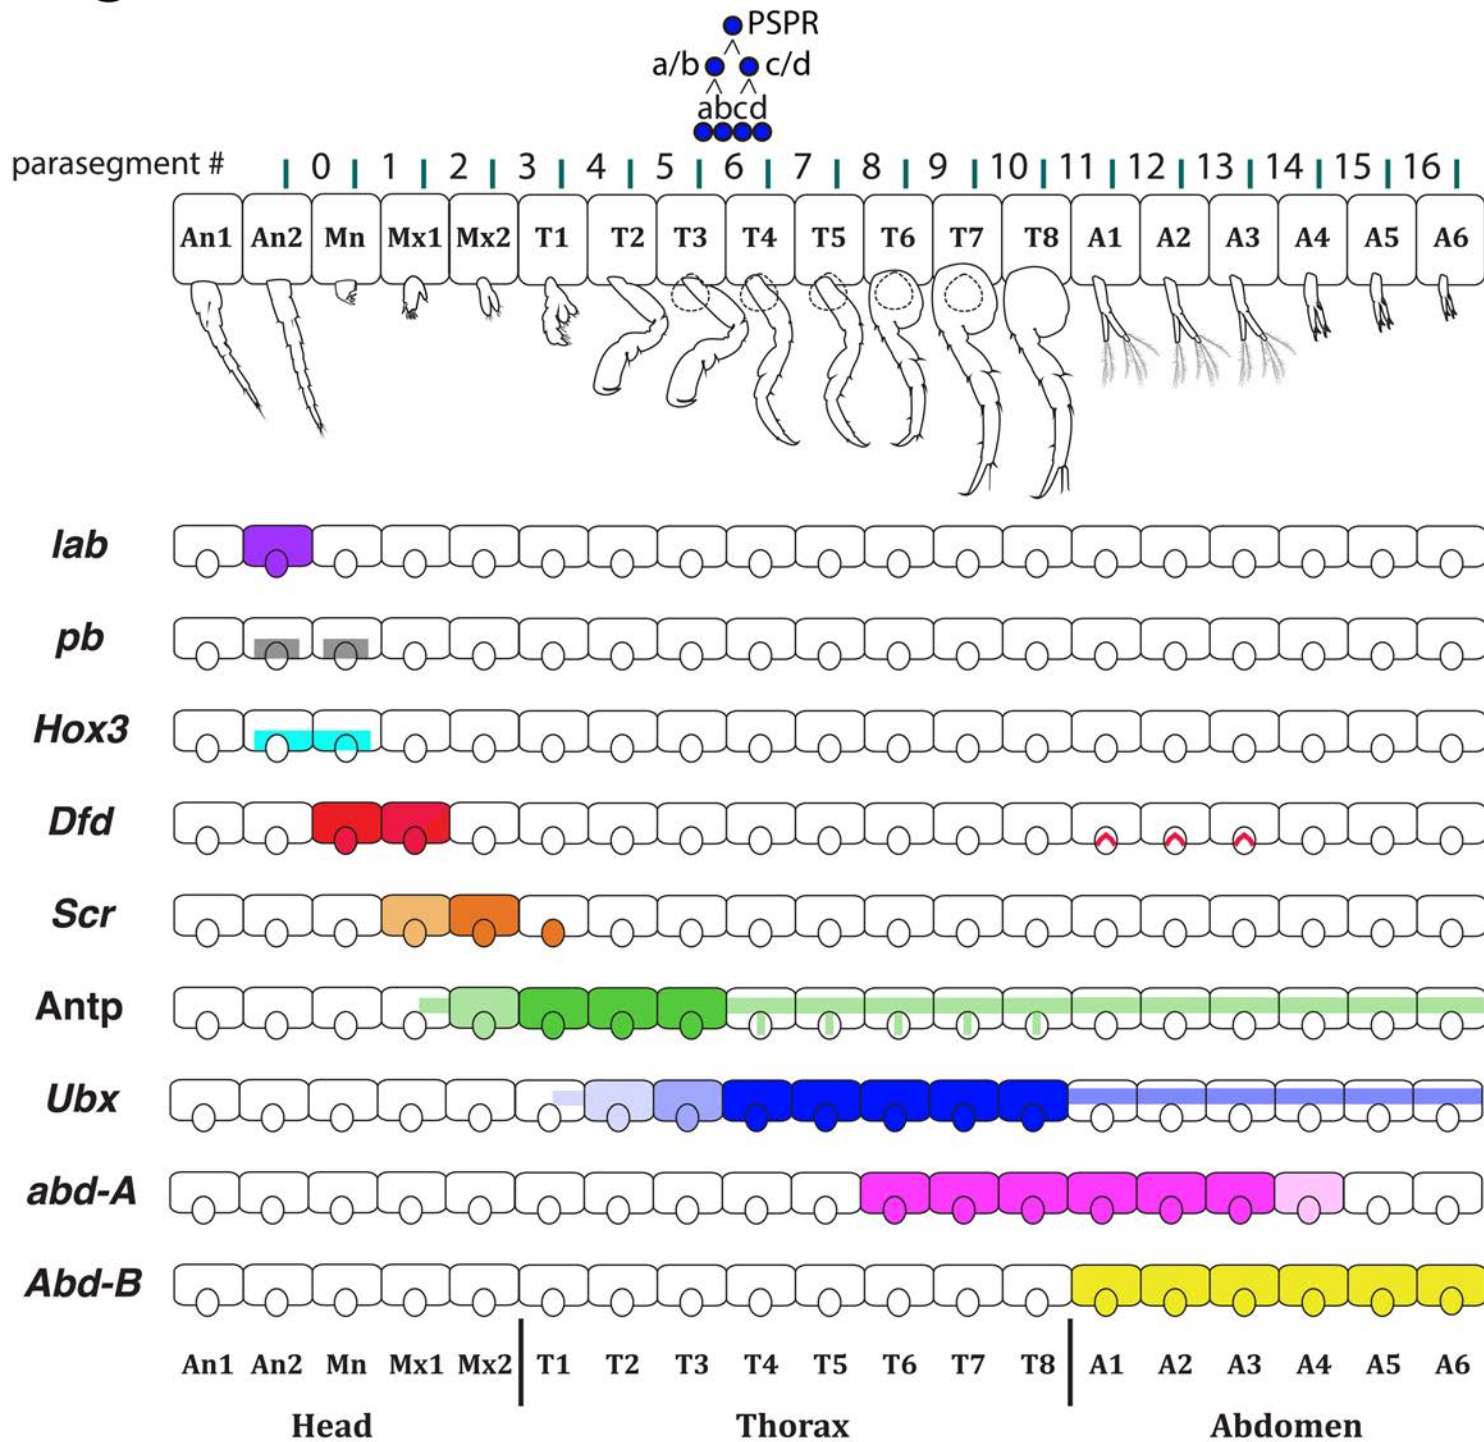 PSPR
a/b c/d
abcd
parasegment # 0 1 2 3 4 5 6 7 8 9 10 11 12 13 14 15 16
An1 An2 Mn Mx1 Mx2 T1 T2 T3 T4 T5 T6 T7 T8 A1 A2 A3 A4 A5 A6
lab
pb
Hox3
Dfd
Scr
Antp
Ubx
abd-A
Abd-B
An1 An2 Mn Mx1 Mx2 T1 T2 T3 T4 T5 T6 T7 T8 A1 A2 A3 A4 A5 A6
Head Thorax Abdomen